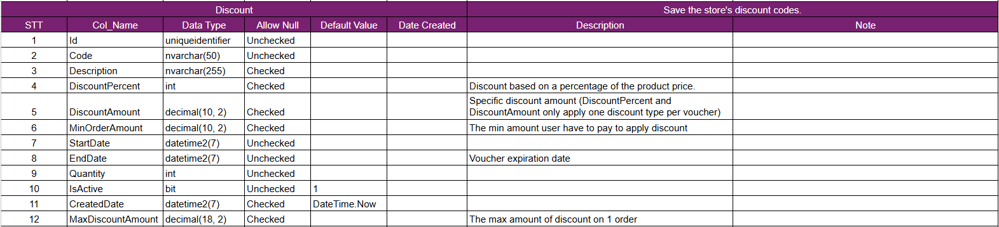 Discount Save the store's discount codes.
STT Col_Name Data Type Allow Null Default Value Date Created Description Note
1 Id uniqueidentifier Unchecked
2 Code nvarchar(50) Unchecked
3 Description nvarchar(255) Checked
4 DiscountPercent int Checked Discount based on a percentage of the product price.
Specific discount amount (DiscountPercent and
5 DiscountAmount decimal(10, 2) Checked DiscountAmount only apply one discount type per voucher)
6 MinOrderAmount decimal(10, 2) Checked The min amount user have to pay to apply discount
7 StartDate datetime2(7) Unchecked
8 EndDate datetime2(7) Unchecked Voucher expiration date
9 Quantity int Unchecked
10 IsActive bit Unchecked 1
11 CreatedDate datetime2(7) Checked DateTime.Now
12 MaxDiscountAmount decimal(18, 2) Checked The max amount of discount on 1 order